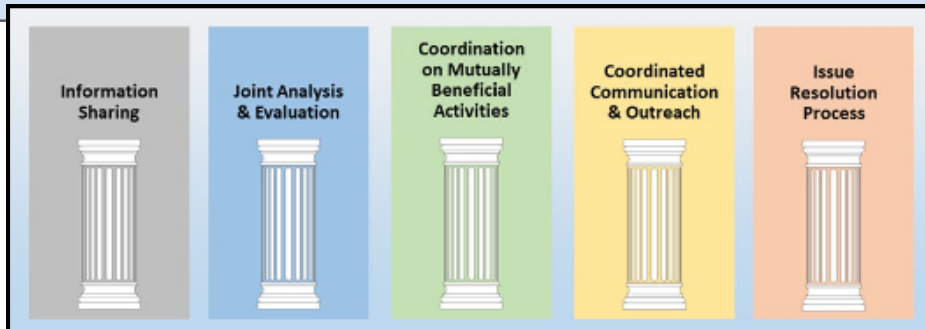 Information
Sharing
Joint Analysis
& Evaluation
Coordination
on Mutually
Beneficial
Activities
Coordinated
Communication
& Outreach
Issue
Resolution
Process